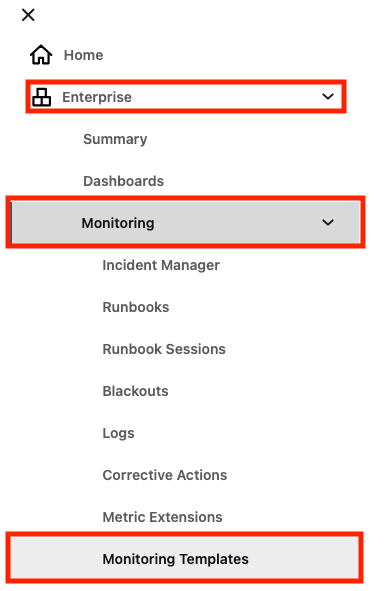 Home
Enterprise
Summary
Dashboards
Monitoring
Incident Manager
Runbooks
Runbook Sessions
Blackouts
Logs
Corrective Actions
Metric Extensions
Monitoring Templates